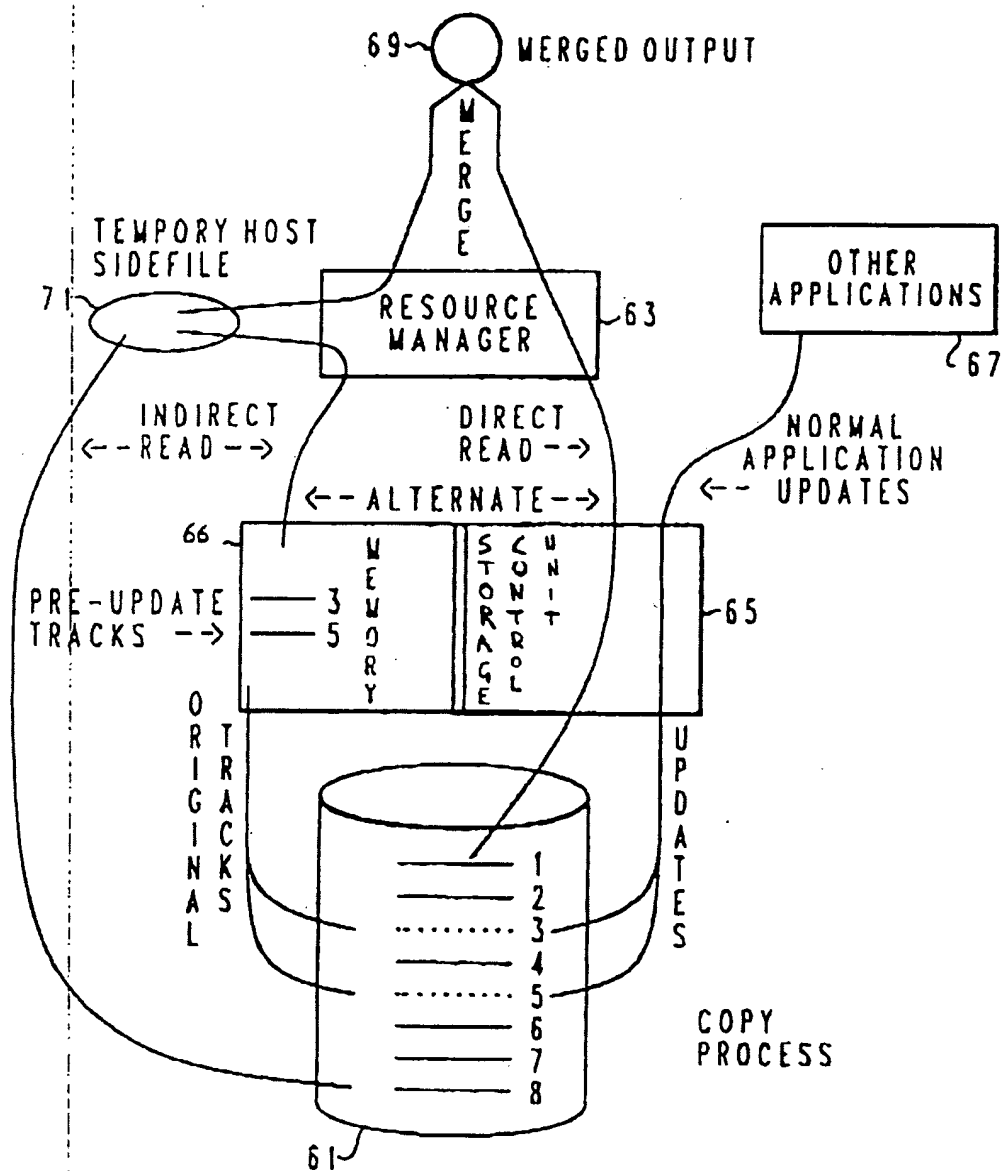 69
MERGED OUTPUT
MERGE
TEMPORY HOST
SIDEFILE
71
RESOURCE
MANAGER
63
OTHER
APPLICATIONS
67
INDIRECT
<--READ-->
DIRECT
READ-->
<--ALTERNATE-->
NORMAL
APPLICATION
<-- UPDATES
66
MEMORY
STORAGE
CUNTROL
UNIT
65
PRE-UPDATE
TRACKS -->
3
5
ORIGINAL
TRACKS
UPDATES
1
2
3
4
5
6
7
8
COPY
PROCESS
61